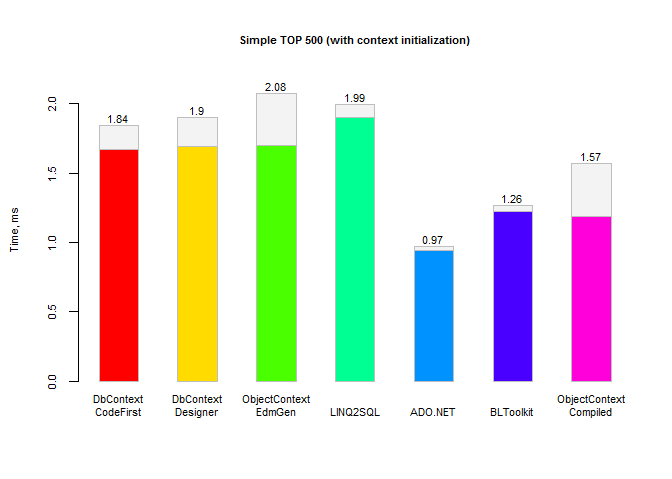 Simple TOP 500 (with context initialization)
Time, ms
2.0
1.5
1.0
0.5
0.0
1.84
1.9
2.08
1.99
0.97
1.26
1.57
DbContext
CodeFirst
DbContext
Designer
ObjectContext
EdmGen
LINQ2SQL
ADO.NET
BLToolkit
ObjectContext
Compiled